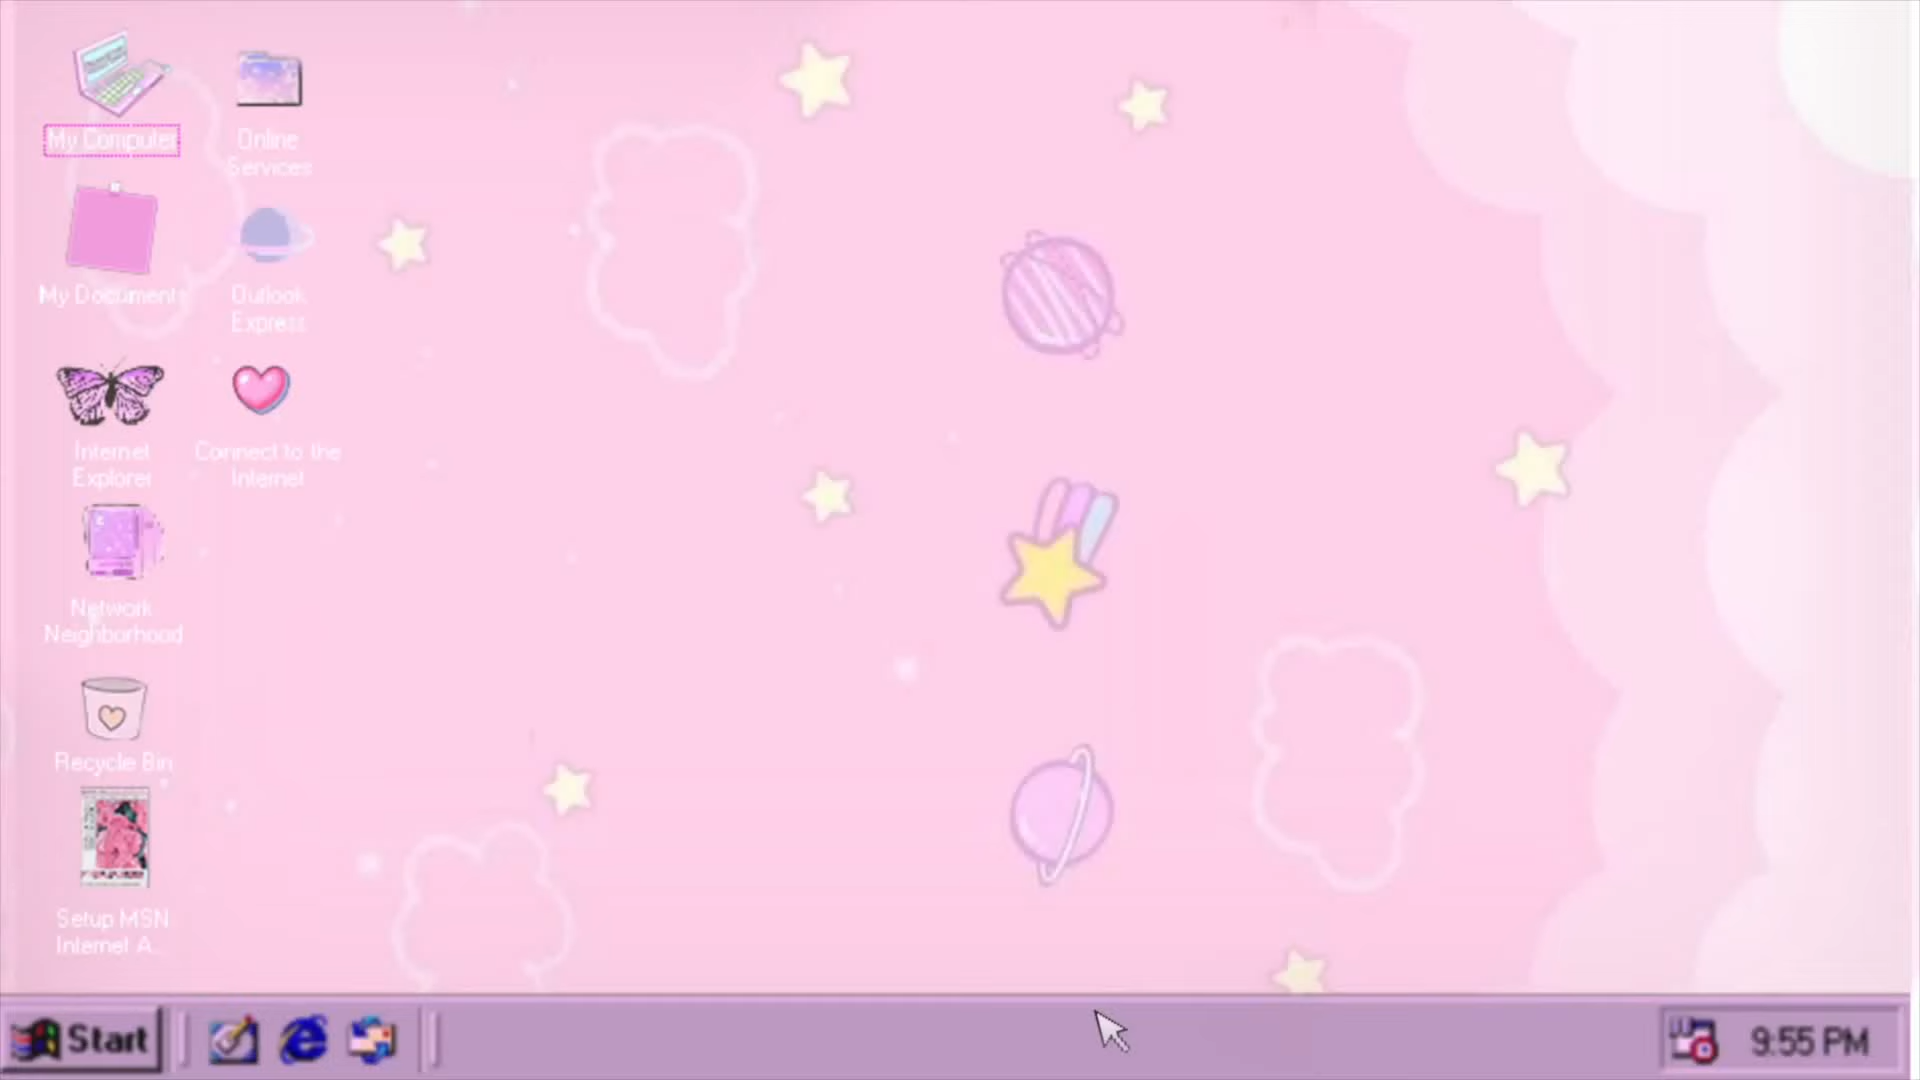 My Computer
Online
Services
My Documents
Outlook
Express
Internet
Explorer
Connect to the
Internet
Network
Neighborhood
Recycle Bin
Setup MSN
Internet A...
Start
9:55 PM